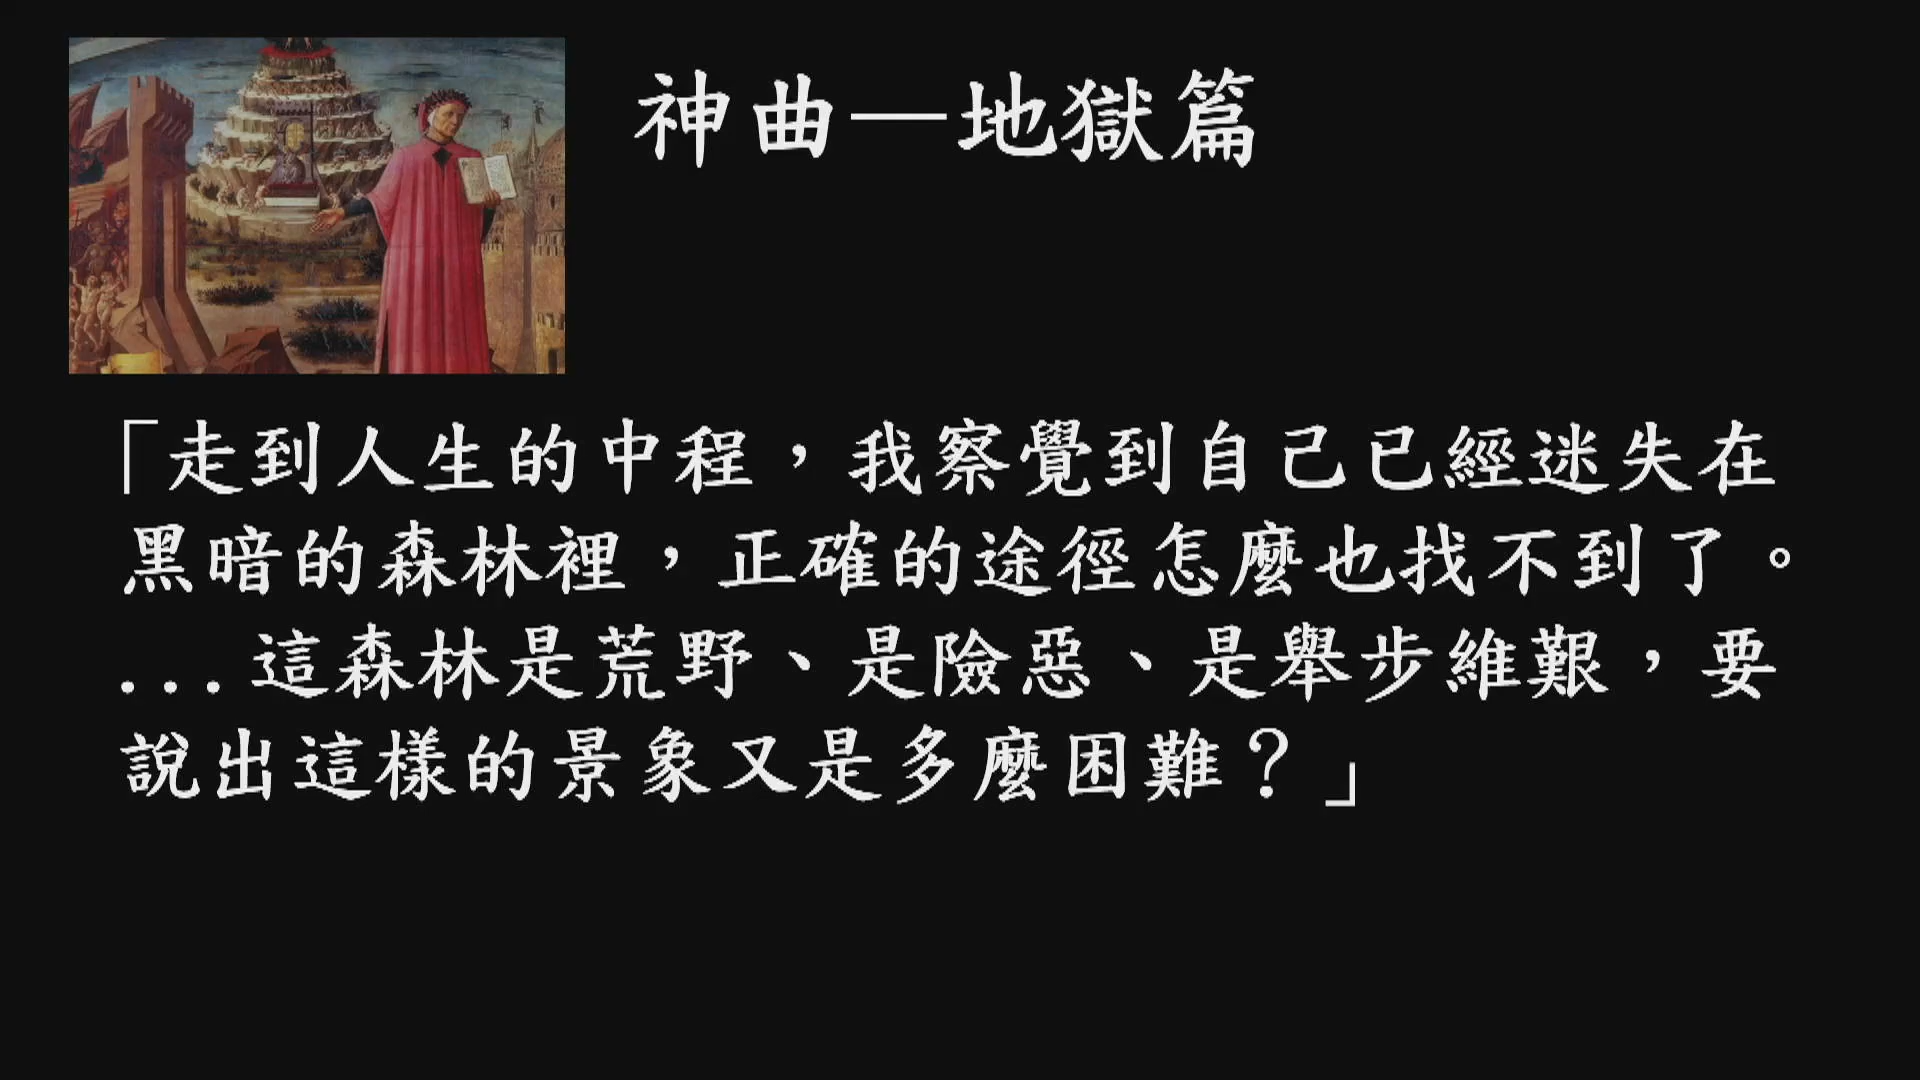 神曲—地獄篇
「走到人生的中程，我察覺到自己已經迷失在
黑暗的森林裡，正確的途徑怎麼也找不到了。
...這森林是荒野、是險惡、是舉步維艱，要
說出這樣的景象又是多麼困難？」